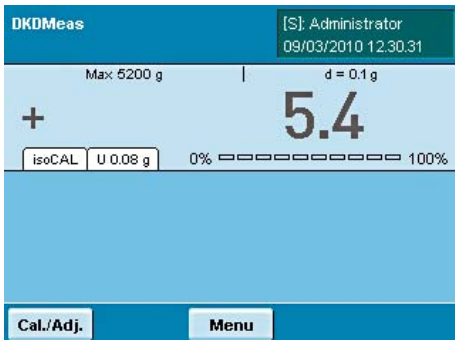 DKDMeas
[S]: Administrator
09/03/2010 12.30.31
Max 5200 g
d = 0.1 g
+ 5.4
isoCAL U 0.08 g 0% 100%
Cal./Adj. Menu